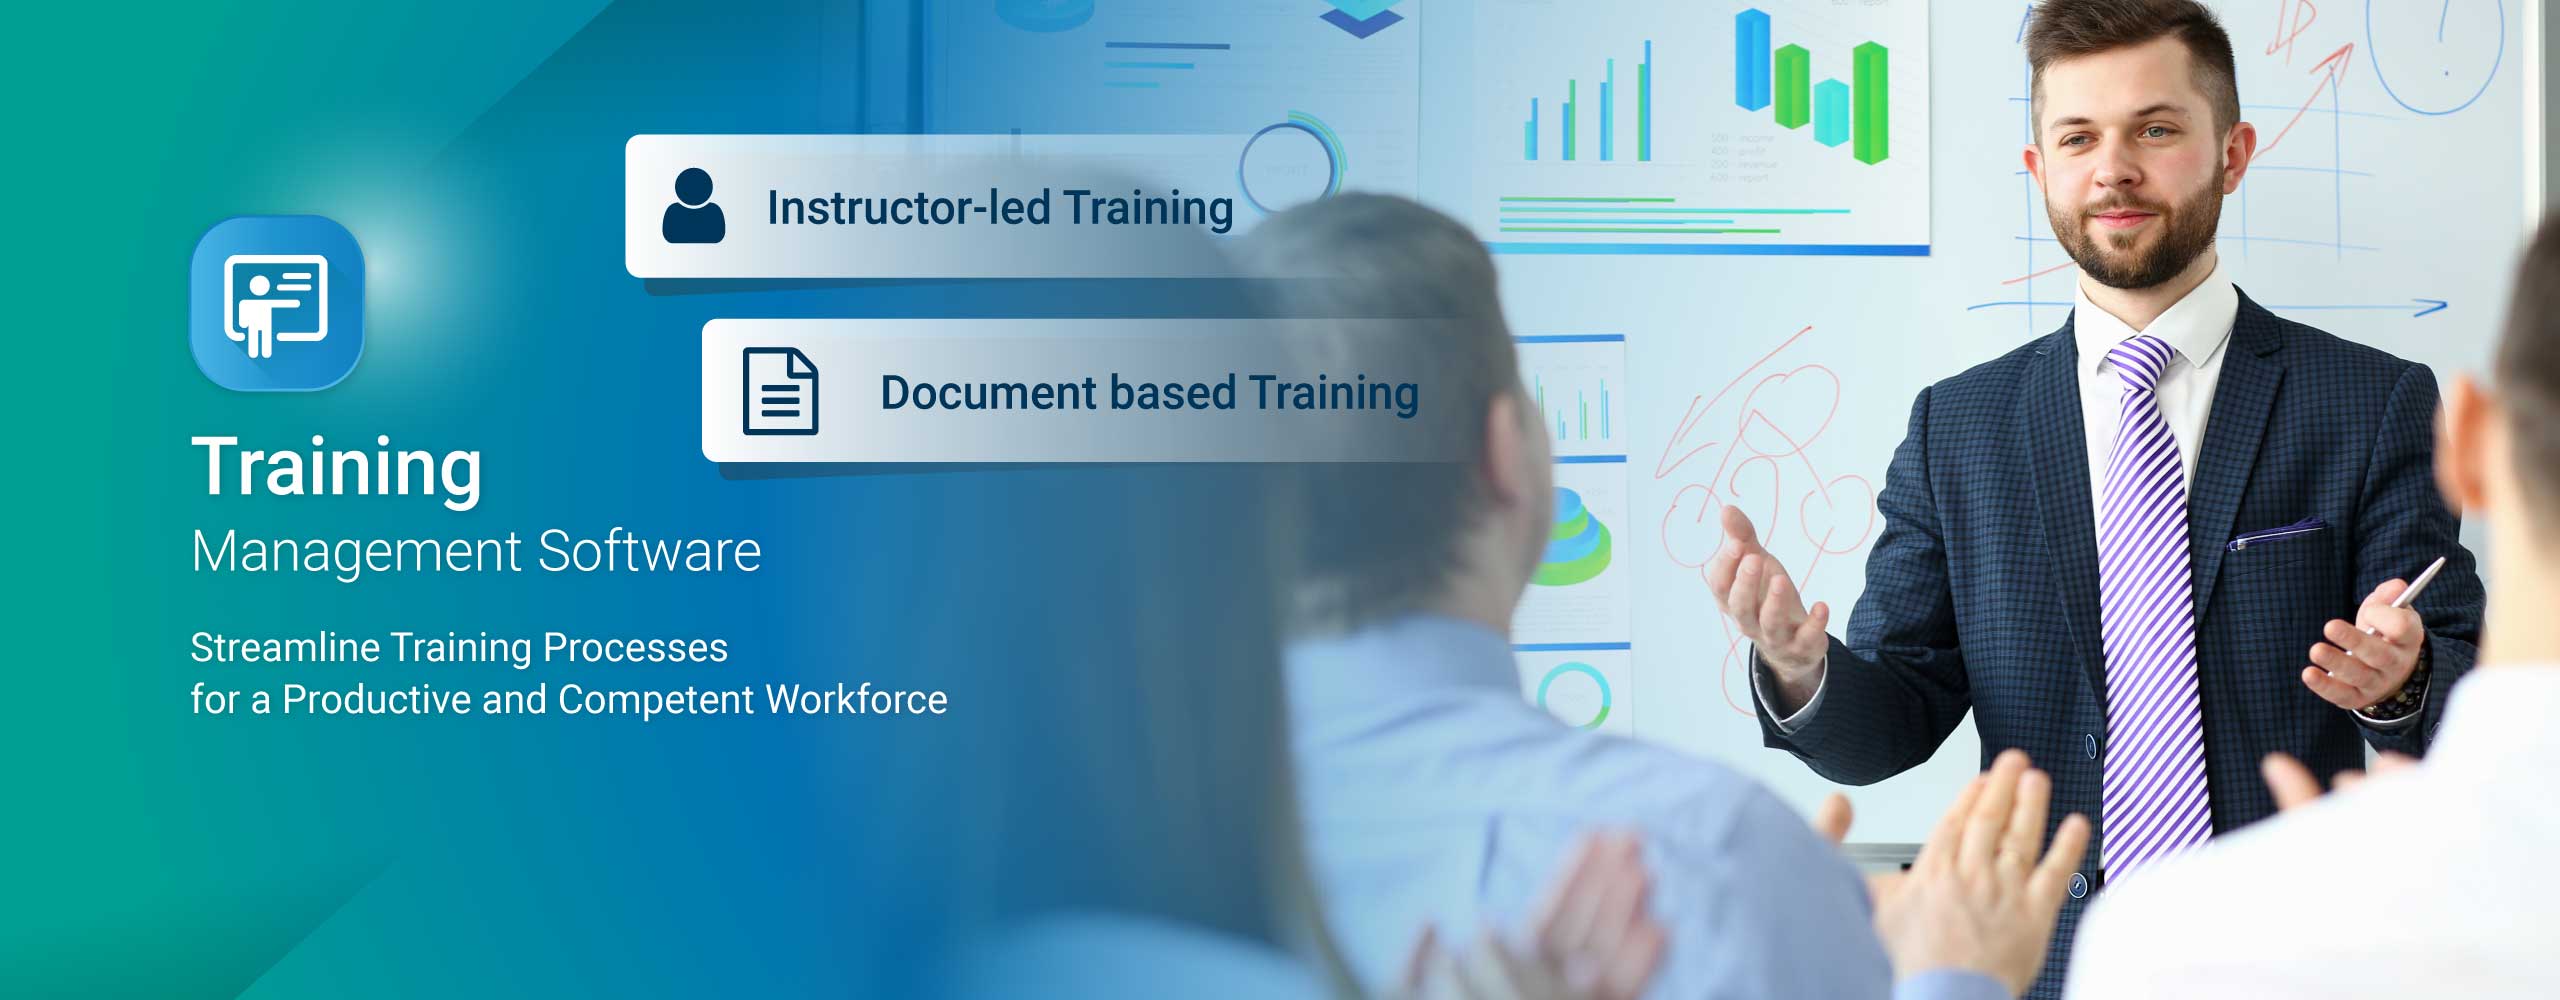 Instructor-led Training
Document based Training
Training
Management Software
Streamline Training Processes
for a Productive and Competent Workforce